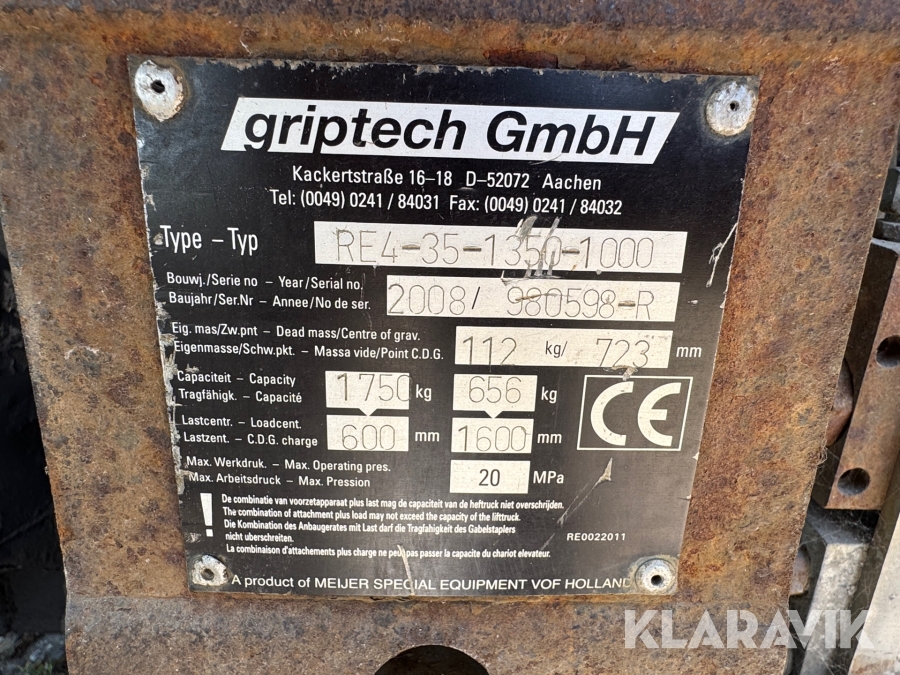 griptech GmbH
Kackertstraße 16–18 D–52072 Aachen
Tel: (0049) 0241 / 84031 Fax: (0049) 0241 / 84032
Type – Typ RE4-35-1350-1000
Bouwj./Serie no – Year/Serial no.
Baujahr/Ser.Nr – Annee/No de ser. 2008/ 980598-R
Eig. mas/Zw.pnt – Dead mass/Centre of grav.
Eigenmasse/Schw.pkt. – Massa vide/Point C.D.G. 112 kg/ 723 mm
Capaciteit – Capacity
Tragfähigk. – Capacité 1750 kg 656 kg
Lastcentr. – Loadcent.
Lastzent. – C.D.G. charge 600 mm 1600 mm
CE
Max. Werkdruk. – Max. Operating pres.
Max. Arbeitsdruck – Max. Pression 20 MPa
! De combinatie van voorzetapparaat plus last mag de capaciteit van de heftruck niet overschrijden.
The combination of attachment plus load may not exceed the capacity of the liftruck.
Die Kombination des Anbaugerates mit Last darf die Tragfahigkeit des Gabelstaplers
nicht uberschreiten.
La combinaison d'attachements plus charge ne peut pas passer la capacite du chariot elevateur.
RE0022011
A product of MEIJER SPECIAL EQUIPMENT VOF HOLLAND
KLARAVIK